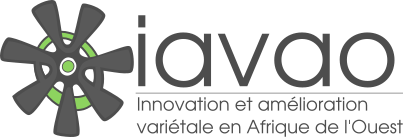 iavao
Innovation et amélioration
variétale en Afrique de l'Ouest